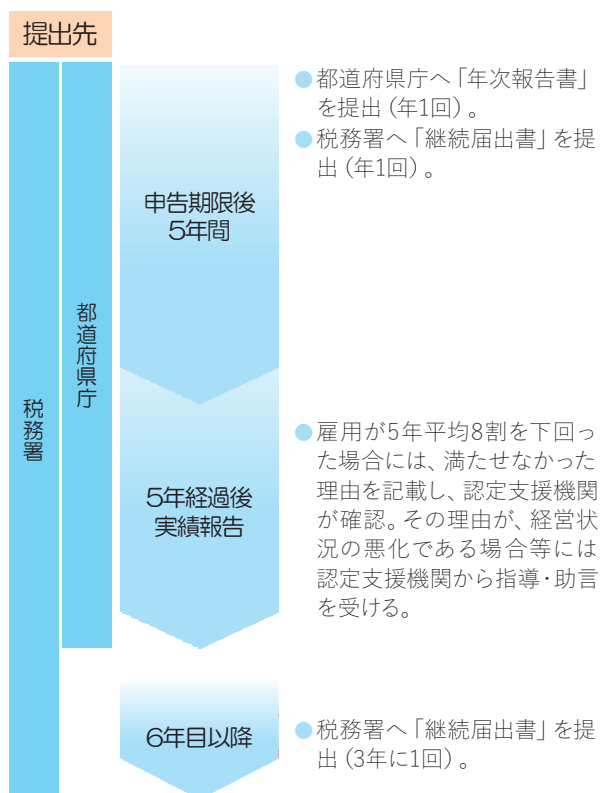 提出先
税務署
都道府県庁
申告期限後
5年間
●都道府県庁へ「年次報告書」
を提出（年1回）。
●税務署へ「継続届出書」を提
出（年1回）。
5年経過後
実績報告
●雇用が5年平均8割を下回っ
た場合には、満たせなかった
理由を記載し、認定支援機関
が確認。その理由が、経営状
況の悪化である場合等には
認定支援機関から指導・助言
を受ける。
6年目以降
●税務署へ「継続届出書」を提
出（3年に1回）。